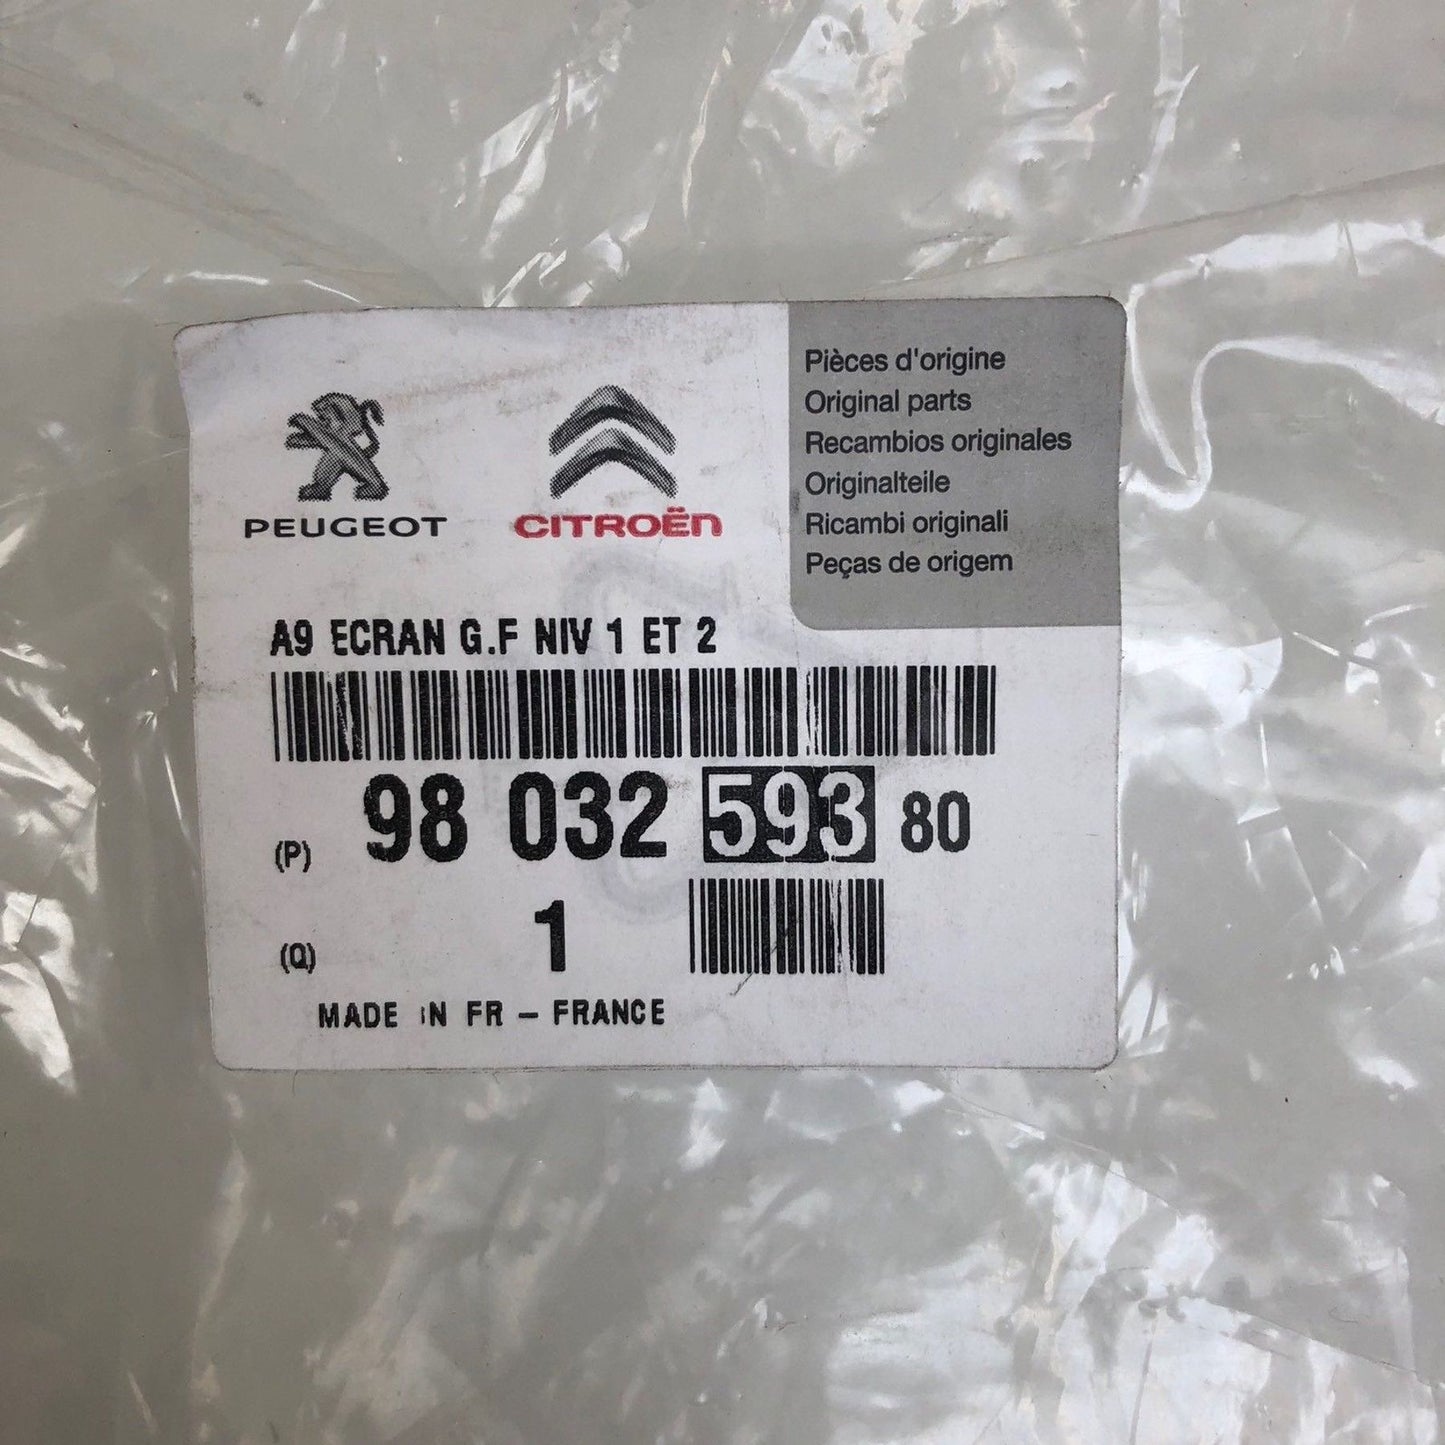 PEUGEOT
CITROËN
Pièces d'origine
Original parts
Recambios originales
Originalteile
Ricambi originali
Peças de origem
A9 ECRAN G.F NIV 1 ET 2
(P) 98 032 593 80
(Q) 1
MADE IN FR - FRANCE